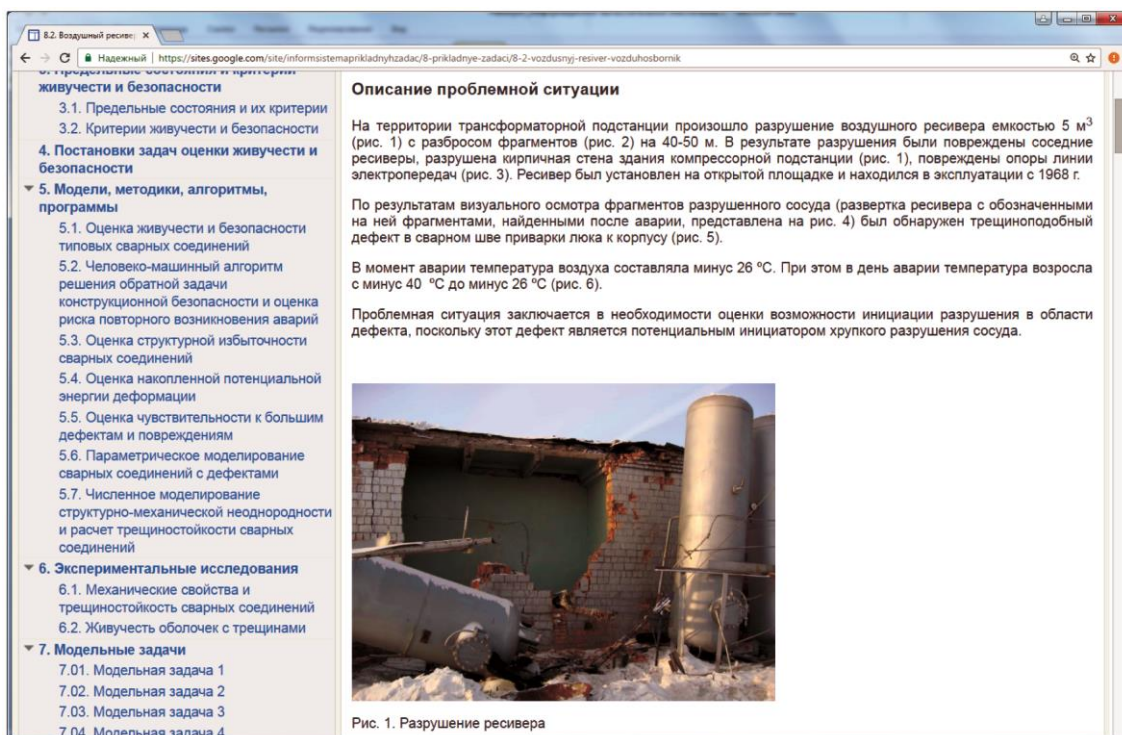 8.2. Воздушный ресиве
Надежный | https://sites.google.com/site/informsistemaprikladnyhzadac/8-prikladnye-zadaci/8-2-vozdusnyj-resiver-vozduhosbornik
3. Предельные состояния и критерии
живучести и безопасности
3.1. Предельные состояния и их критерии
3.2. Критерии живучести и безопасности
4. Постановки задач оценки живучести и
безопасности
5. Модели, методики, алгоритмы,
программы
5.1. Оценка живучести и безопасности
типовых сварных соединений
5.2. Человеко-машинный алгоритм
решения обратной задачи
конструкционной безопасности и оценка
риска повторного возникновения аварий
5.3. Оценка структурной избыточности
сварных соединений
5.4. Оценка накопленной потенциальной
энергии деформации
5.5. Оценка чувствительности к большим
дефектам и повреждениям
5.6. Параметрическое моделирование
сварных соединений с дефектами
5.7. Численное моделирование
структурно-механической неоднородности
и расчет трещиностойкости сварных
соединений
6. Экспериментальные исследования
6.1. Механические свойства и
трещиностойкость сварных соединений
6.2. Живучесть оболочек с трещинами
7. Модельные задачи
7.01. Модельная задача 1
7.02. Модельная задача 2
7.03. Модельная задача 3
7.04. Модельная задача 4
Описание проблемной ситуации
На территории трансформаторной подстанции произошло разрушение воздушного ресивера емкостью 5 м³
(рис. 1) с разбросом фрагментов (рис. 2) на 40-50 м. В результате разрушения были повреждены соседние
ресиверы, разрушена кирпичная стена здания компрессорной подстанции (рис. 1), повреждены опоры линии
электропередач (рис. 3). Ресивер был установлен на открытой площадке и находился в эксплуатации с 1968 г.
По результатам визуального осмотра фрагментов разрушенного сосуда (развертка ресивера с обозначенными
на ней фрагментами, найденными после аварии, представлена на рис. 4) был обнаружен трещиноподобный
дефект в сварном шве приварки люка к корпусу (рис. 5).
В момент аварии температура воздуха составляла минус 26 ºС. При этом в день аварии температура возросла
с минус 40 ºС до минус 26 ºС (рис. 6).
Проблемная ситуация заключается в необходимости оценки возможности инициации разрушения в области
дефекта, поскольку этот дефект является потенциальным инициатором хрупкого разрушения сосуда.
Рис. 1. Разрушение ресивера